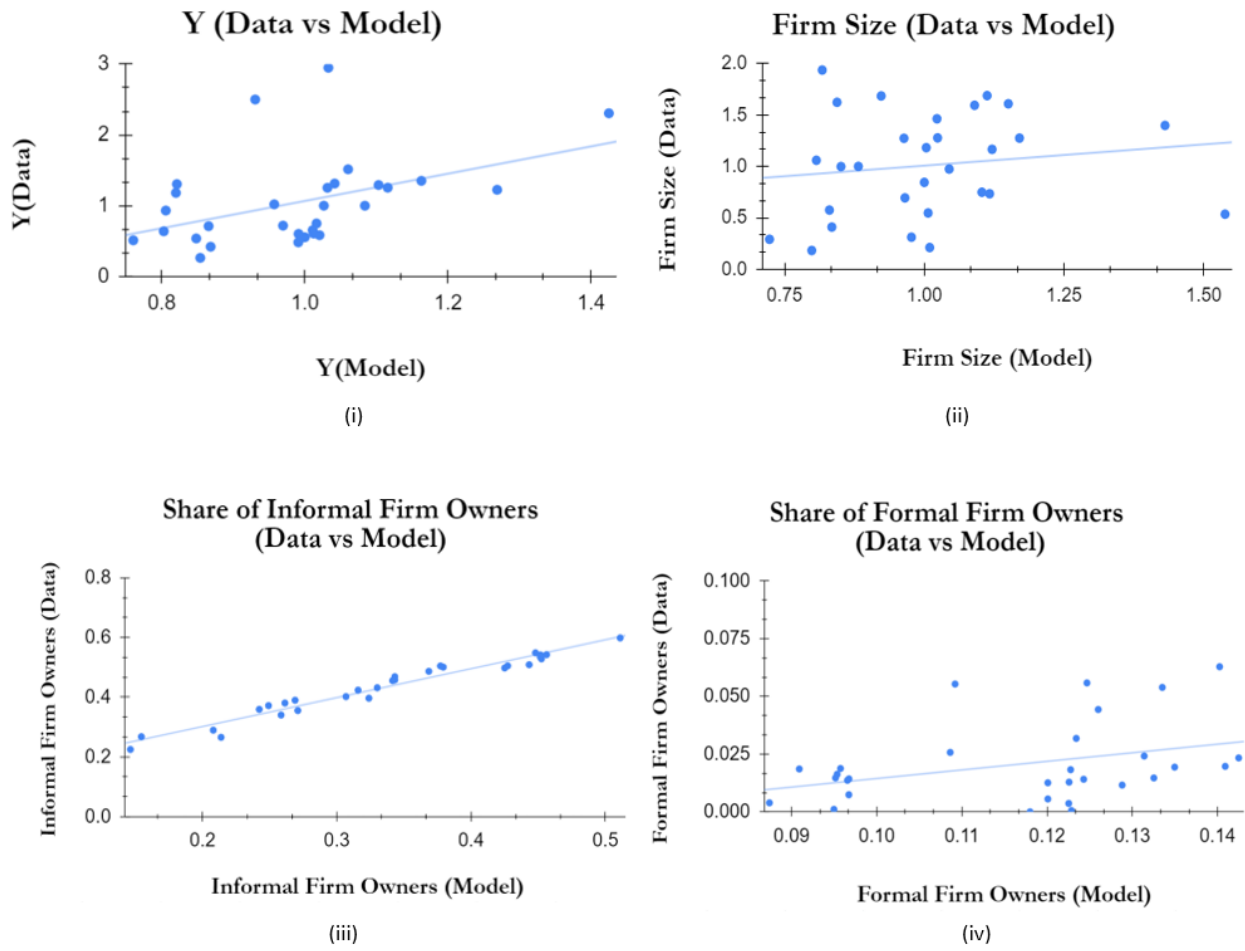 Y (Data vs Model)
Y(Data)
3
2
1
0
0.8
1.0
1.2
1.4
Y(Model)
(i)
Firm Size (Data vs Model)
Firm Size (Data)
2.0
1.5
1.0
0.5
0.0
0.75
1.00
1.25
1.50
Firm Size (Model)
(ii)
Share of Informal Firm Owners
(Data vs Model)
Informal Firm Owners (Data)
0.8
0.6
0.4
0.2
0.0
0.2
0.3
0.4
0.5
Informal Firm Owners (Model)
(iii)
Share of Formal Firm Owners
(Data vs Model)
Formal Firm Owners (Data)
0.100
0.075
0.050
0.025
0.000
0.09
0.10
0.11
0.12
0.13
0.14
Formal Firm Owners (Model)
(iv)